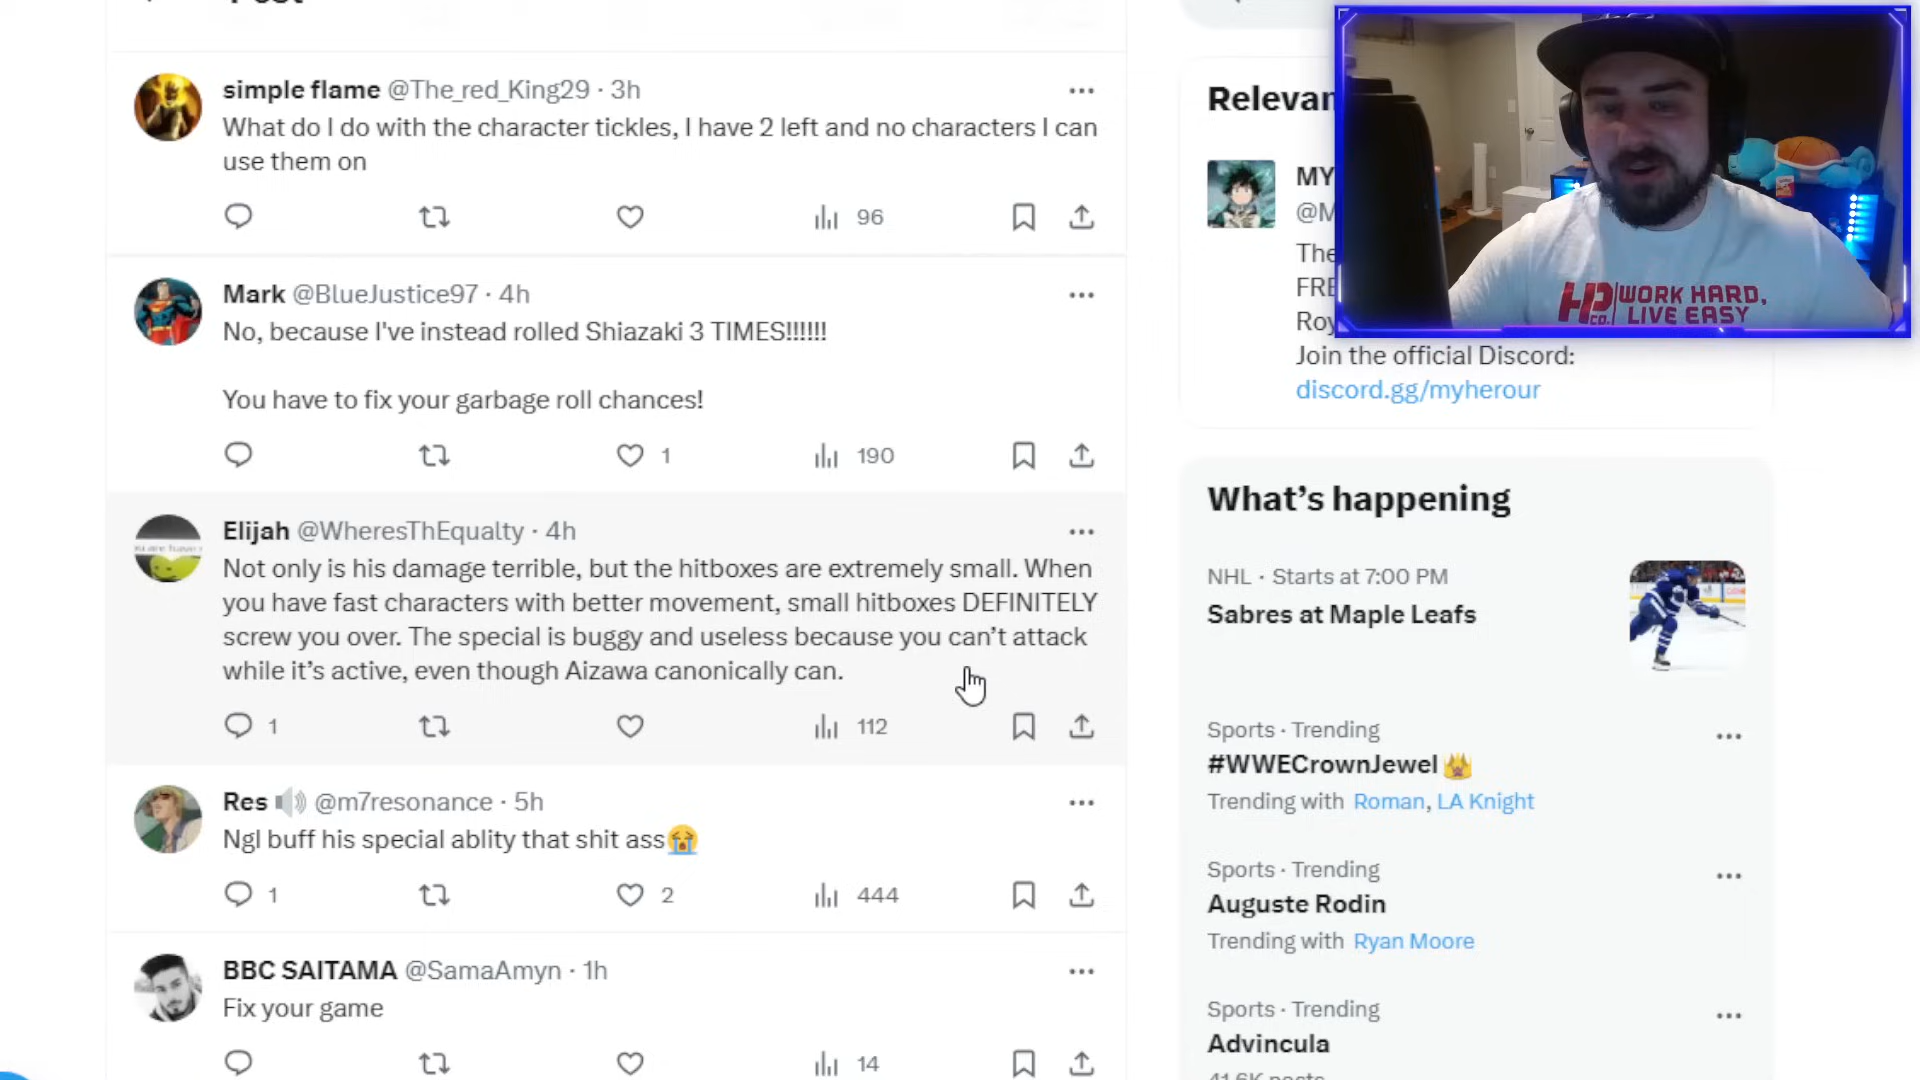 simple flame @The_red_King29 · 3h
What do I do with the character tickles, I have 2 left and no characters I can
use them on
96
Mark @BlueJustice97 · 4h
No, because I've instead rolled Shiazaki 3 TIMES!!!!!!
You have to fix your garbage roll chances!
1 190
Elijah @WheresThEqualty · 4h
Not only is his damage terrible, but the hitboxes are extremely small. When
you have fast characters with better movement, small hitboxes DEFINITELY
screw you over. The special is buggy and useless because you can’t attack
while it’s active, even though Aizawa canonically can.
1 112
Res @m7resonance · 5h
Ngl buff his special ablity that shit ass😭
1 2 444
BBC SAITAMA @SamaAmyn · 1h
Fix your game
14
Relevan
MY
@M
The
FRE
Roy
Join the official Discord:
discord.gg/myherour
HP CO. WORK HARD,
LIVE EASY
What’s happening
NHL · Starts at 7:00 PM
Sabres at Maple Leafs
Sports · Trending
#WWECrownJewel
Trending with Roman, LA Knight
Sports · Trending
Auguste Rodin
Trending with Ryan Moore
Sports · Trending
Advincula